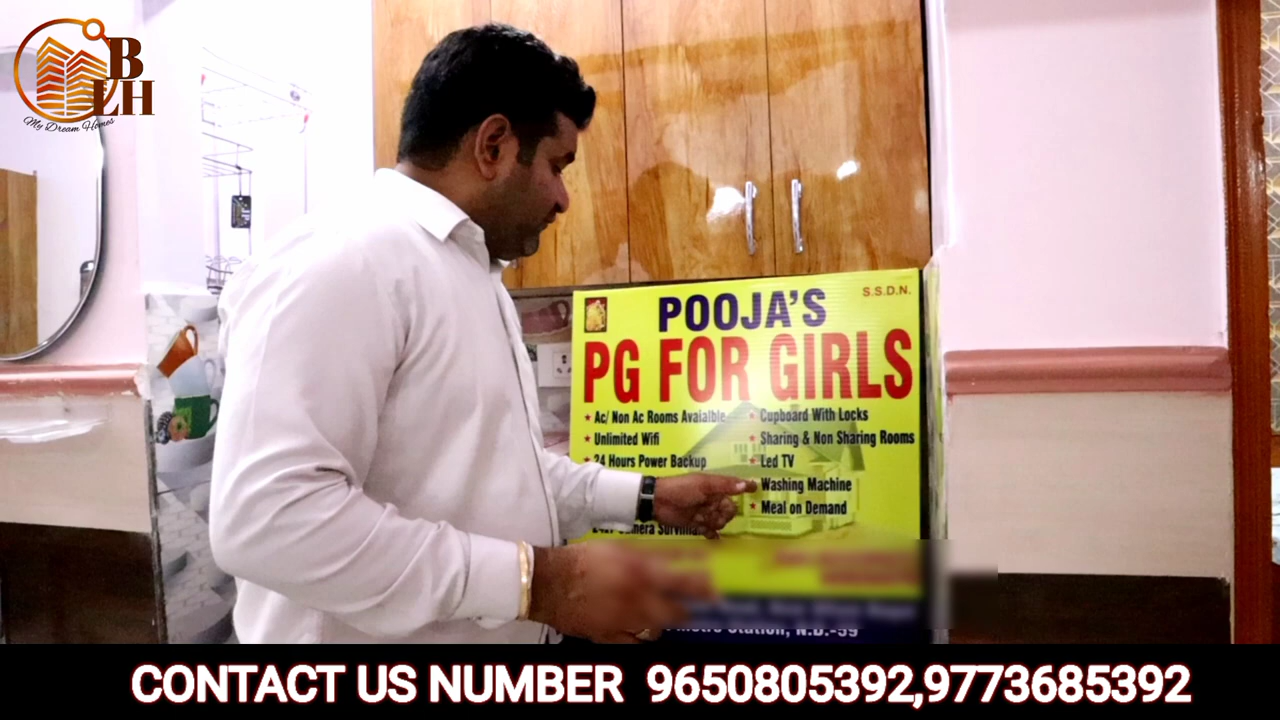 BLH
My Dream Homes
S.S.D.N.
POOJA'S
PG FOR GIRLS
★ Ac/ Non Ac Rooms Avaialble
★ Cupboard With Locks
★ Unlimited Wifi
★ Sharing & Non Sharing Rooms
★ 24 Hours Power Backup
★ Led TV
Washing Machine
★ Meal on Demand
Station, N.D.-59
CONTACT US NUMBER 9650805392,9773685392